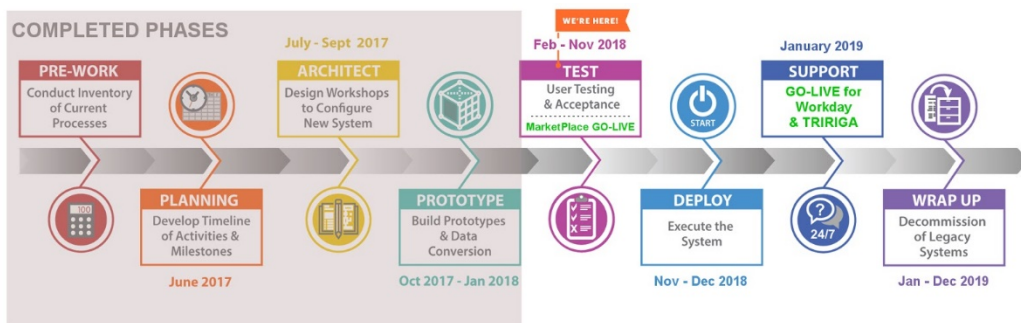 WE'RE HERE!
COMPLETED PHASES
July - Sept 2017
Feb - Nov 2018
January 2019
PRE-WORK
Conduct Inventory
of Current
Processes
ARCHITECT
Design Workshops
to Configure
New System
TEST
User Testing
& Acceptance
MarketPlace GO-LIVE
START
SUPPORT
GO-LIVE for
Workday
& TRIRIGA
100
PLANNING
Develop Timeline
of Activities &
Milestones
June 2017
PROTOTYPE
Build Prototypes
& Data
Conversion
Oct 2017 - Jan 2018
DEPLOY
Execute the
System
Nov - Dec 2018
?
24/7
WRAP UP
Decommission
of Legacy
Systems
Jan - Dec 2019